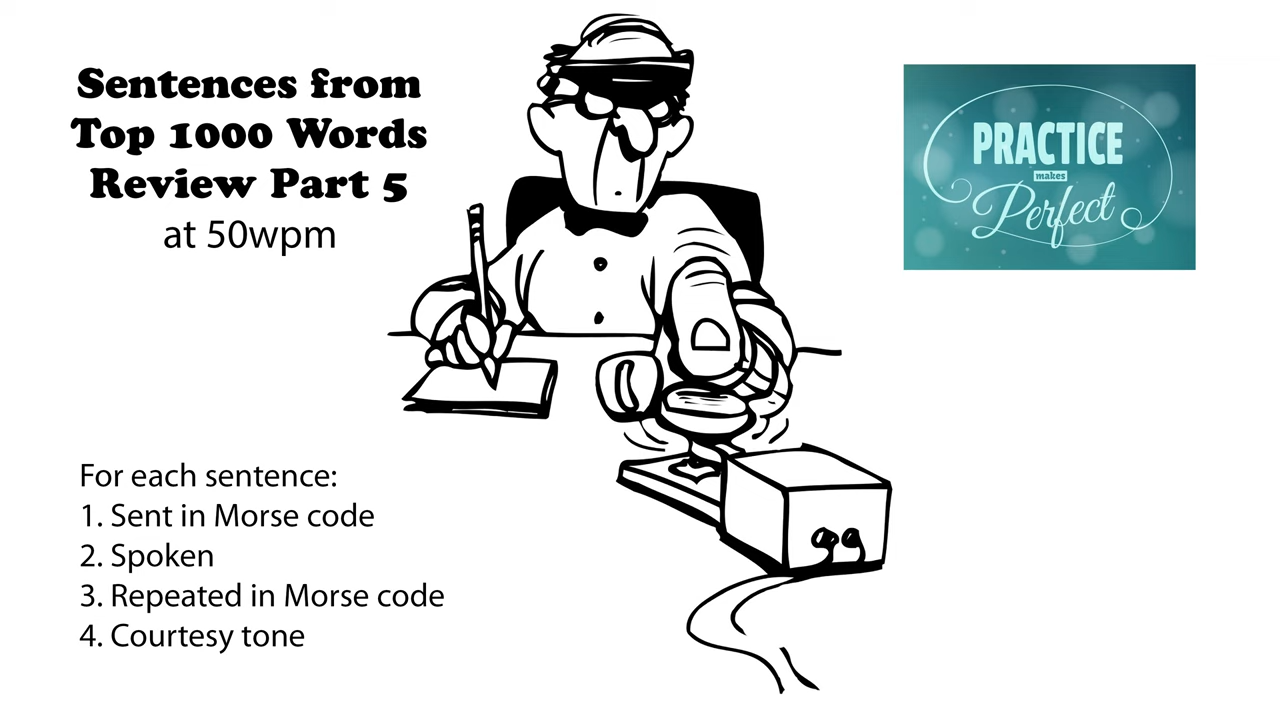 Sentences from
Top 1000 Words
Review Part 5
at 50wpm
PRACTICE
makes
Perfect
For each sentence:
1. Sent in Morse code
2. Spoken
3. Repeated in Morse code
4. Courtesy tone